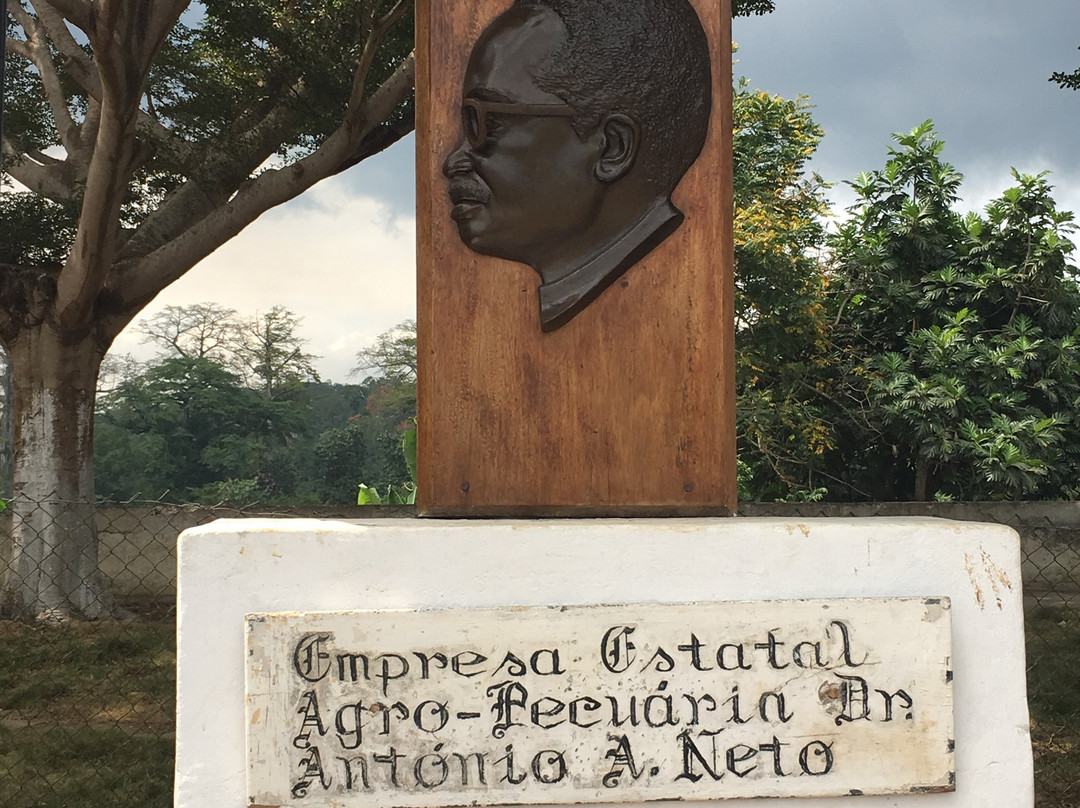 Empresa Estatal
Agro-Pecuária Dr.
António A. Neto